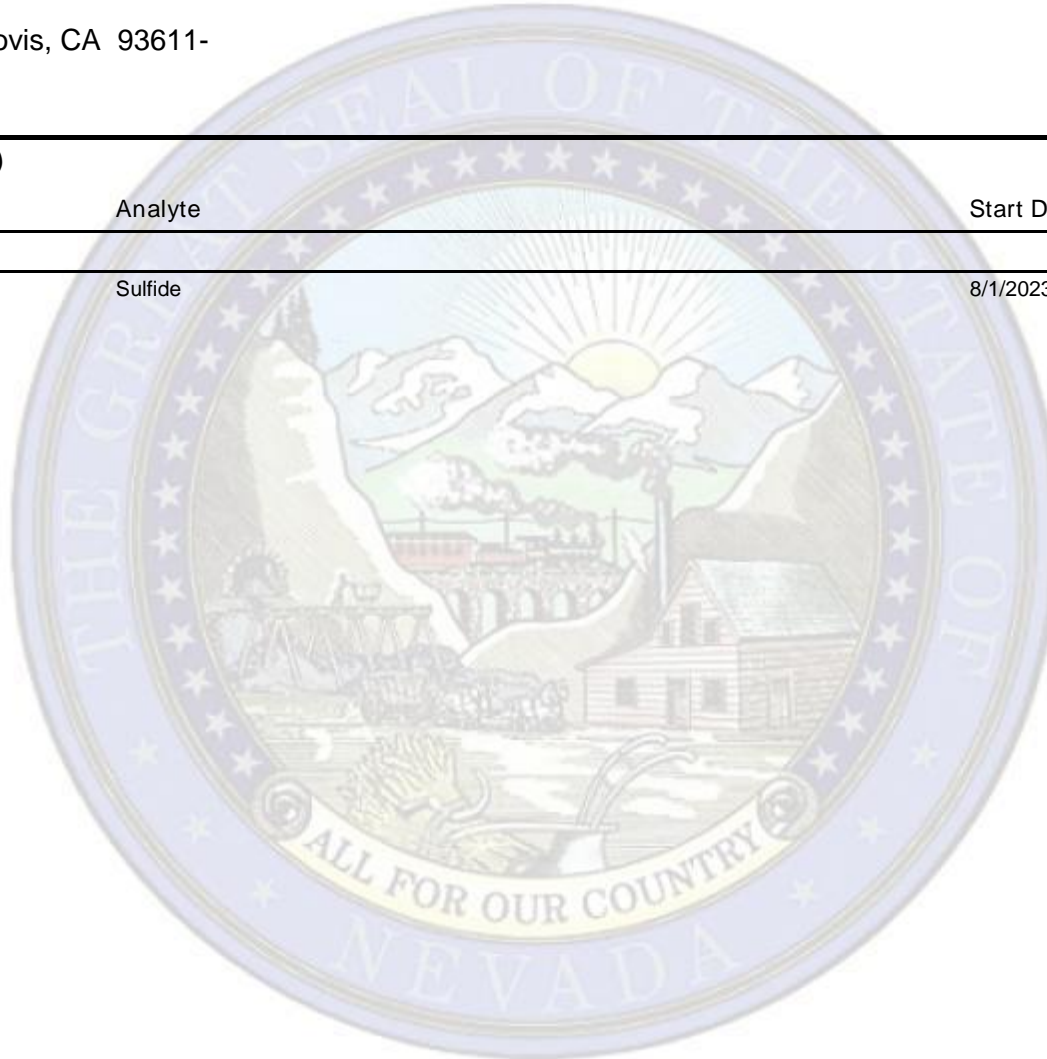 ovis, CA 93611-
)
Analyte Start D
Sulfide 8/1/2023
THE GREAT SEAL OF THE STATE OF
ALL FOR OUR COUNTRY
NEVADA